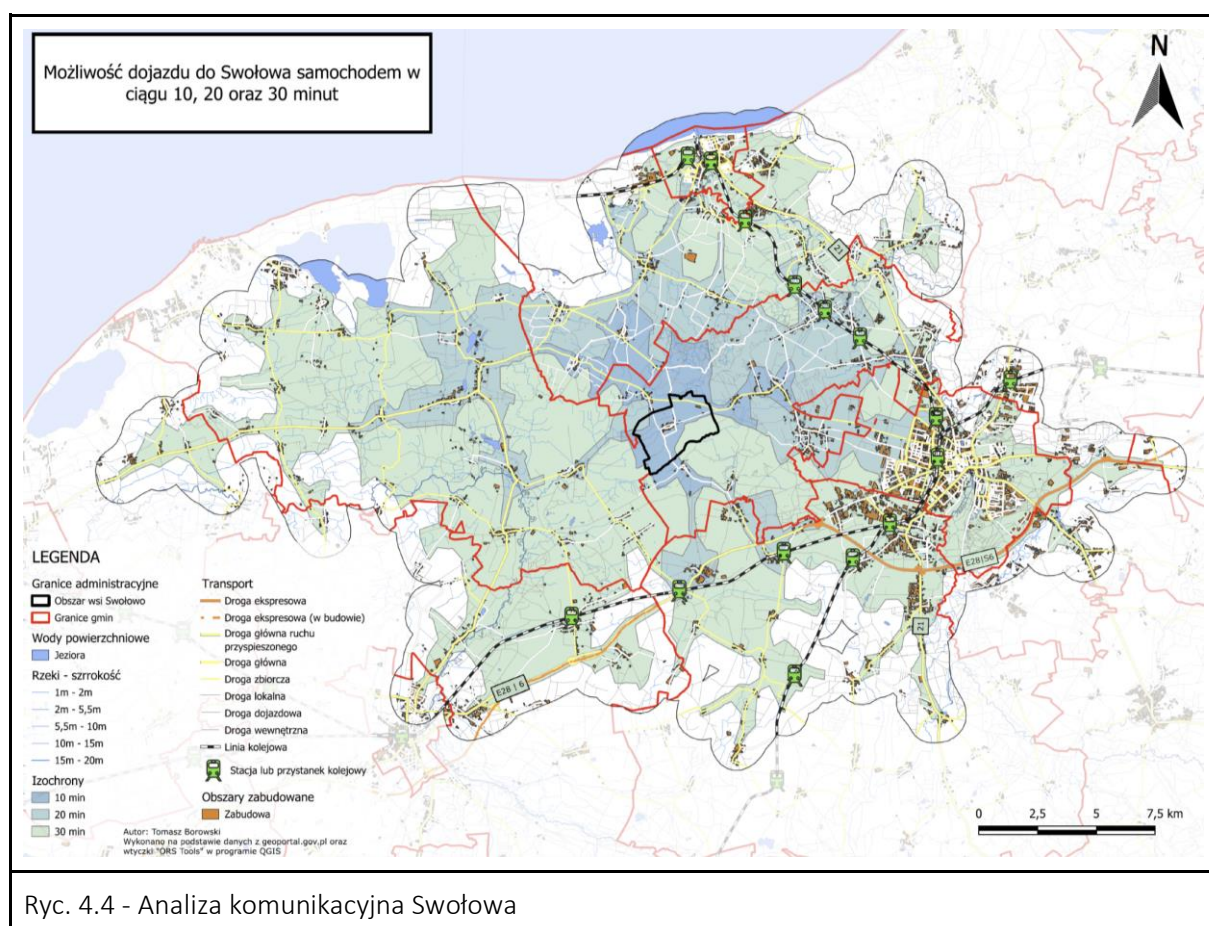 Możliwość dojazdu do Swołowa samochodem w
ciągu 10, 20 oraz 30 minut
N
21
E28|S6
21
E28 | 6
LEGENDA
Granice administracyjne
Obszar wsi Swołowo
Granice gmin
Wody powierzchniowe
Jeziora
Rzeki - szrrokość
1m - 2m
2m - 5,5m
5,5m - 10m
10m - 15m
15m - 20m
Izochrony
10 min
20 min
30 min
Transport
Droga ekspresowa
Droga ekspresowa (w budowie)
Droga główna ruchu
przyspieszonego
Droga główna
Droga zbiorcza
Droga lokalna
Droga dojazdowa
Droga wewnętrzna
Linia kolejowa
Stacja lub przystanek kolejowy
Obszary zabudowane
Zabudowa
Autor: Tomasz Borowski
Wykonano na podstawie danych z geoportal.gov.pl oraz
wtyczki "ORS Tools" w programie QGIS
0 2,5 5 7,5 km
Ryc. 4.4 - Analiza komunikacyjna Swołowa